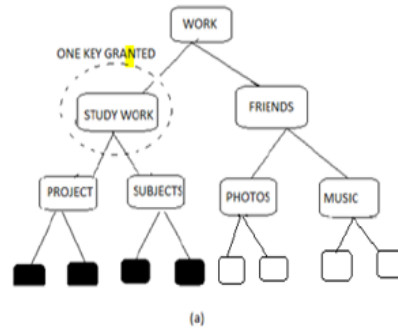 WORK
ONE KEY GRANTED
STUDY WORK
FRIENDS
PROJECT
SUBJECTS
PHOTOS
MUSIC
(a)